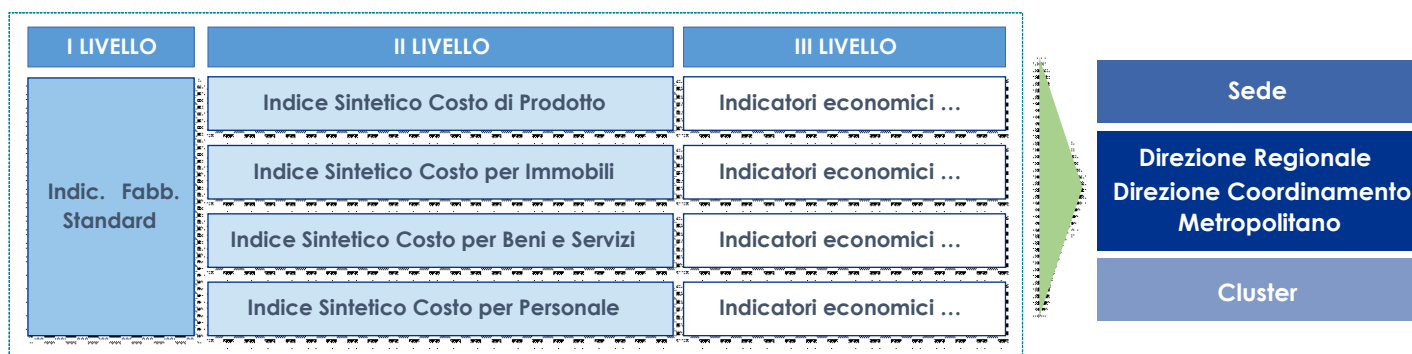 I LIVELLO
II LIVELLO
III LIVELLO
Indic. Fabb.
Standard
Indice Sintetico Costo di Prodotto
Indicatori economici …
Indice Sintetico Costo per Immobili
Indicatori economici …
Indice Sintetico Costo per Beni e Servizi
Indicatori economici …
Indice Sintetico Costo per Personale
Indicatori economici …
Sede
Direzione Regionale
Direzione Coordinamento
Metropolitano
Cluster